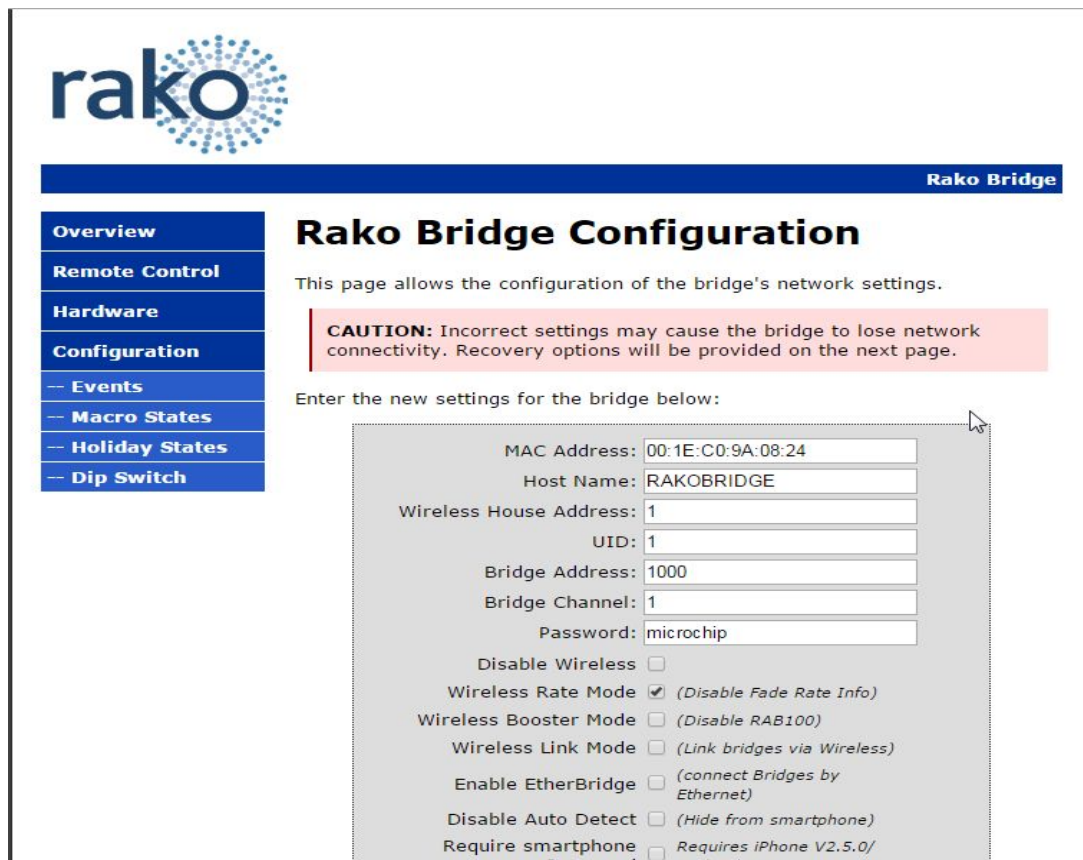 rako
Rako Bridge
Overview
Remote Control
Hardware
Configuration
-- Events
-- Macro States
-- Holiday States
-- Dip Switch
Rako Bridge Configuration
This page allows the configuration of the bridge's network settings.
CAUTION: Incorrect settings may cause the bridge to lose network
connectivity. Recovery options will be provided on the next page.
Enter the new settings for the bridge below:
MAC Address: 00:1E:C0:9A:08:24
Host Name: RAKOBRIDGE
Wireless House Address: 1
UID: 1
Bridge Address: 1000
Bridge Channel: 1
Password: microchip
Disable Wireless
Wireless Rate Mode (Disable Fade Rate Info)
Wireless Booster Mode (Disable RAB100)
Wireless Link Mode (Link bridges via Wireless)
Enable EtherBridge (connect Bridges by
Ethernet)
Disable Auto Detect (Hide from smartphone)
Require smartphone Requires iPhone V2.5.0/